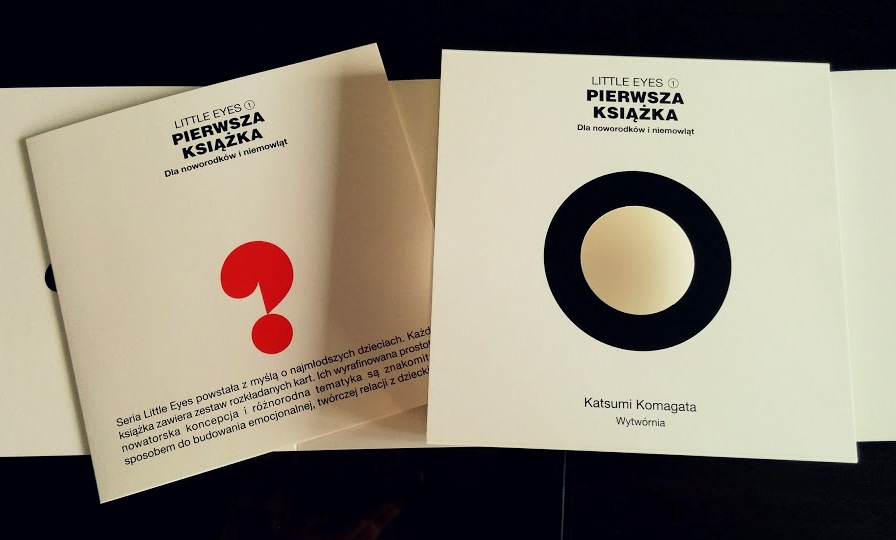 LITTLE EYES ①
PIERWSZA
KSIĄŻKA
Dla noworodków i niemowląt
Seria Little Eyes powstała z myślą o najmłodszych dzieciach.
książka zawiera zestaw rozkładanych kart. Ich wyrafinowana
nowatorska koncepcja i różnorodna tematyka są
sposobem do budowania emocjonalnej, twórczej relacji z
LITTLE EYES ①
PIERWSZA
KSIĄŻKA
Dla noworodków i niemowląt
Katsumi Komagata
Wytwórnia